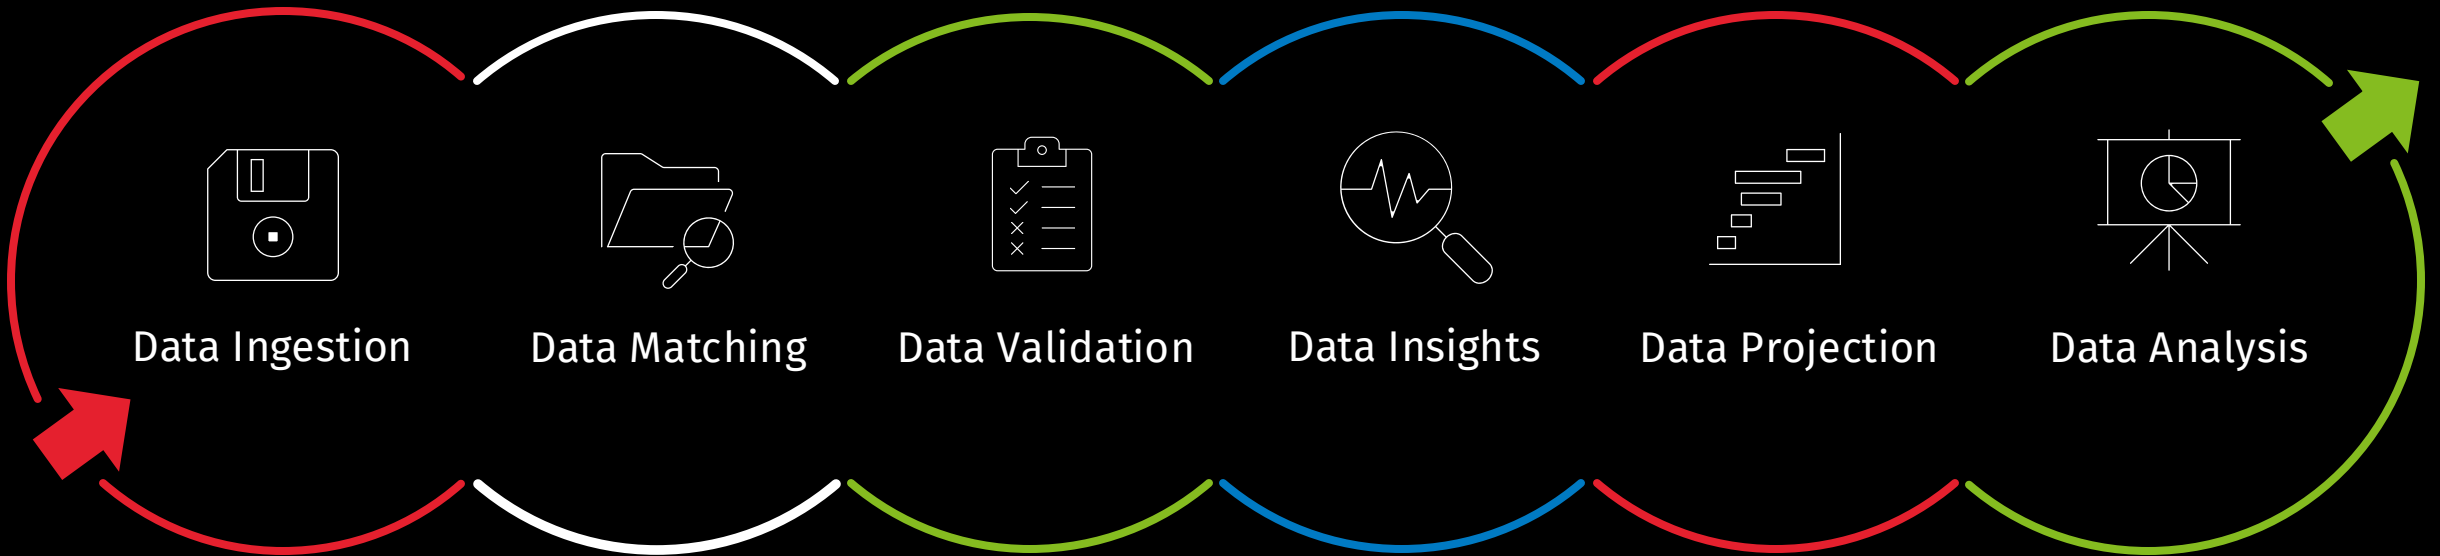 Data Ingestion
Data Matching
Data Validation
Data Insights
Data Projection
Data Analysis